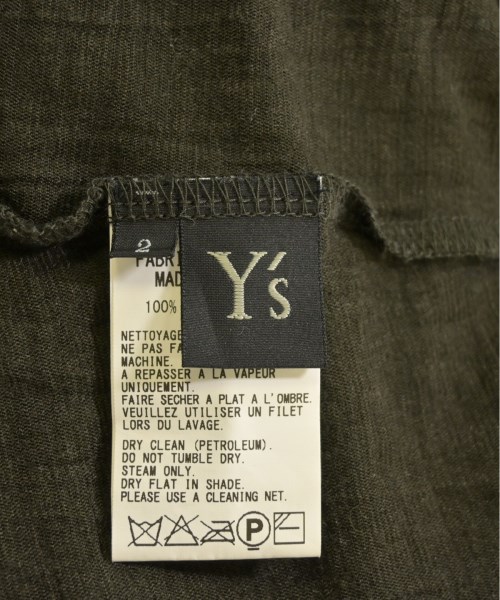 2
Y's
MAD
100%
NETTOYAGE
NE PAS FA
MACHINE.
A REPASSER A LA VAPEUR
UNIQUEMENT.
FAIRE SECHER A PLAT A L'OMBRE.
VEUILLEZ UTILISER UN FILET
LORS DU LAVAGE.
DRY CLEAN (PETROLEUM).
DO NOT TUMBLE DRY.
STEAM ONLY.
DRY FLAT IN SHADE.
PLEASE USE A CLEANING NET.
P